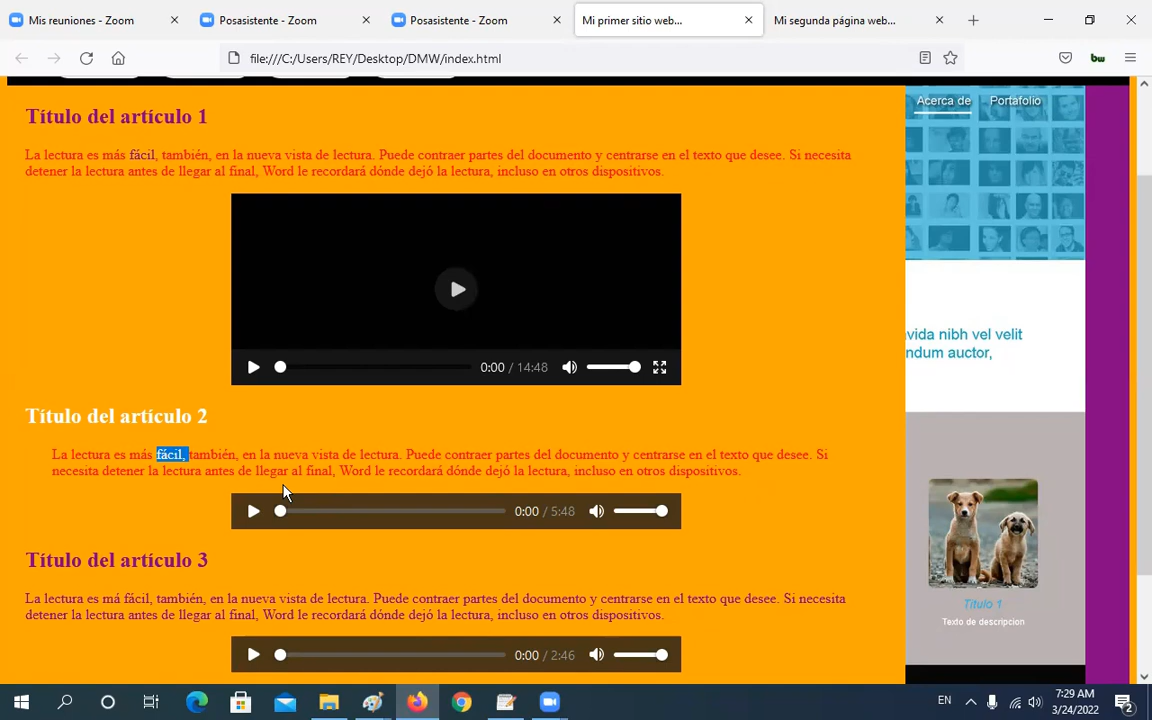 Mis reuniones - Zoom
Posasistente - Zoom
Posasistente - Zoom
Mi primer sitio web...
Mi segunda página web...
file:///C:/Users/REY/Desktop/DMW/index.html
bw
Título del artículo 1
La lectura es más fácil, también, en la nueva vista de lectura. Puede contraer partes del documento y centrarse en el texto que desee. Si necesita
detener la lectura antes de llegar al final, Word le recordará dónde dejó la lectura, incluso en otros dispositivos.
0:00 / 14:48
Título del artículo 2
La lectura es más fácil, también, en la nueva vista de lectura. Puede contraer partes del documento y centrarse en el texto que desee. Si
necesita detener la lectura antes de llegar al final, Word le recordará dónde dejó la lectura, incluso en otros dispositivos.
0:00 / 5:48
Título del artículo 3
La lectura es má fácil, también, en la nueva vista de lectura. Puede contraer partes del documento y centrarse en el texto que desee. Si necesita
detener la lectura antes de llegar al final, Word le recordará dónde dejó la lectura, incluso en otros dispositivos.
0:00 / 2:46
Acerca de Portafolio
avida nibh vel velit
ndum auctor,
Titulo 1
Texto de descripcion
EN
7:29 AM
3/24/2022
2